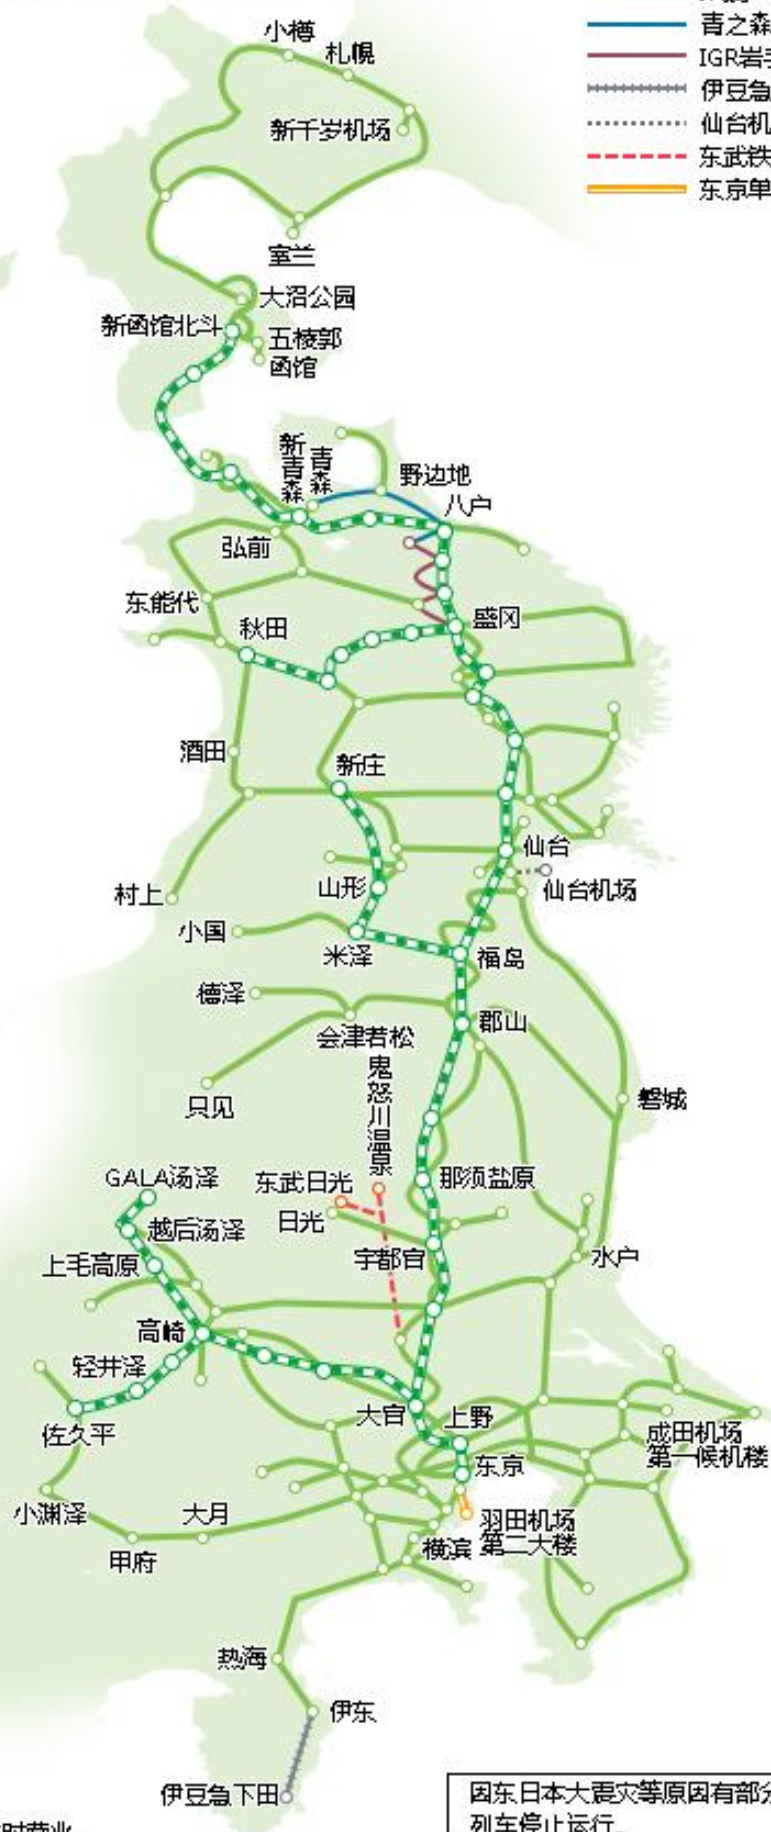 青之森
IGR岩手
伊豆急
仙台机
东武铁
东京单
小樽
札幌
新千岁机场
室兰
大沼公园
新函馆北斗
五棱郭
函馆
新青森
青森
野边地
八户
弘前
东能代
秋田
盛冈
酒田
新庄
仙台
仙台机场
山形
村上
小国
米泽
福岛
德泽
会津若松
郡山
只见
鬼怒川温泉
磐城
GALA汤泽
东武日光
那须盐原
日光
越后汤泽
上毛高原
宇都宫
水户
高崎
轻井泽
佐久平
大宫
上野
成田机场
第一候机楼
东京
小渊泽
大月
甲府
羽田机场
第二大楼
横滨
热海
伊东
伊豆急下田
因东日本大震灾等原因有部分
列车停止运行。
时营业